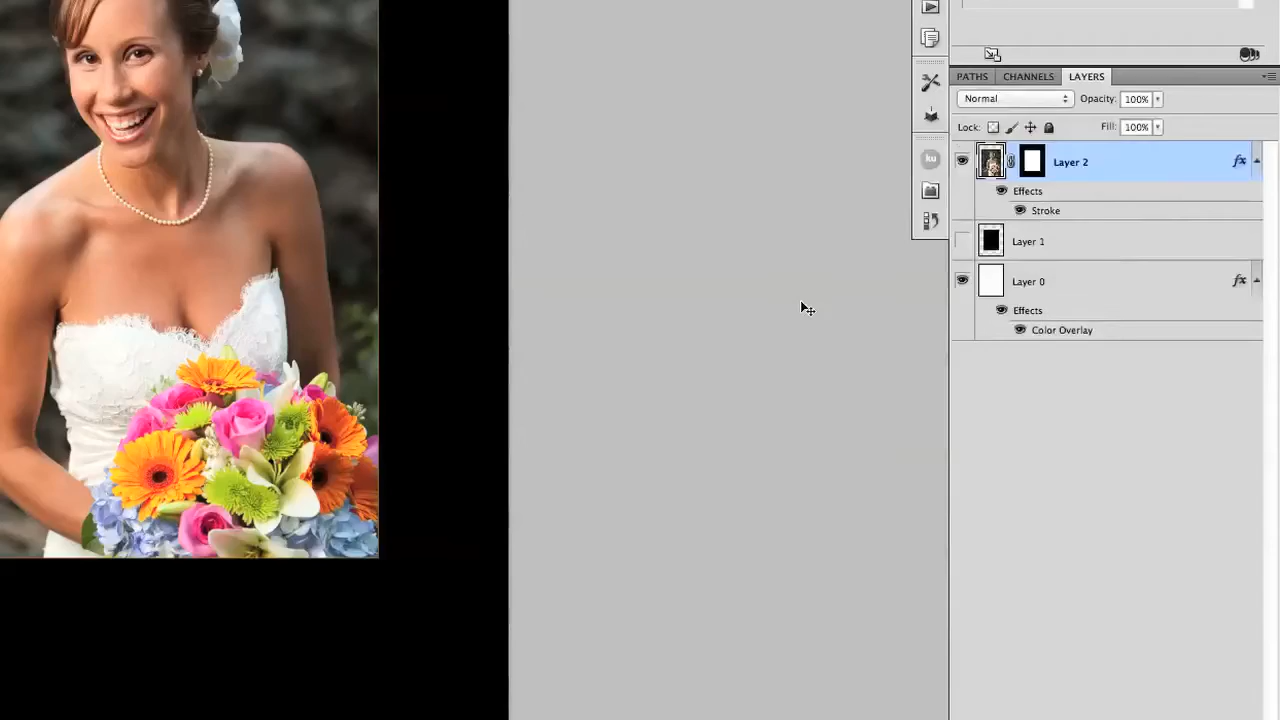 PATHS CHANNELS LAYERS
Normal Opacity: 100%
Lock: Fill: 100%
Layer 2 fx
Effects
Stroke
Layer 1
ku
Layer 0 fx
Effects
Color Overlay